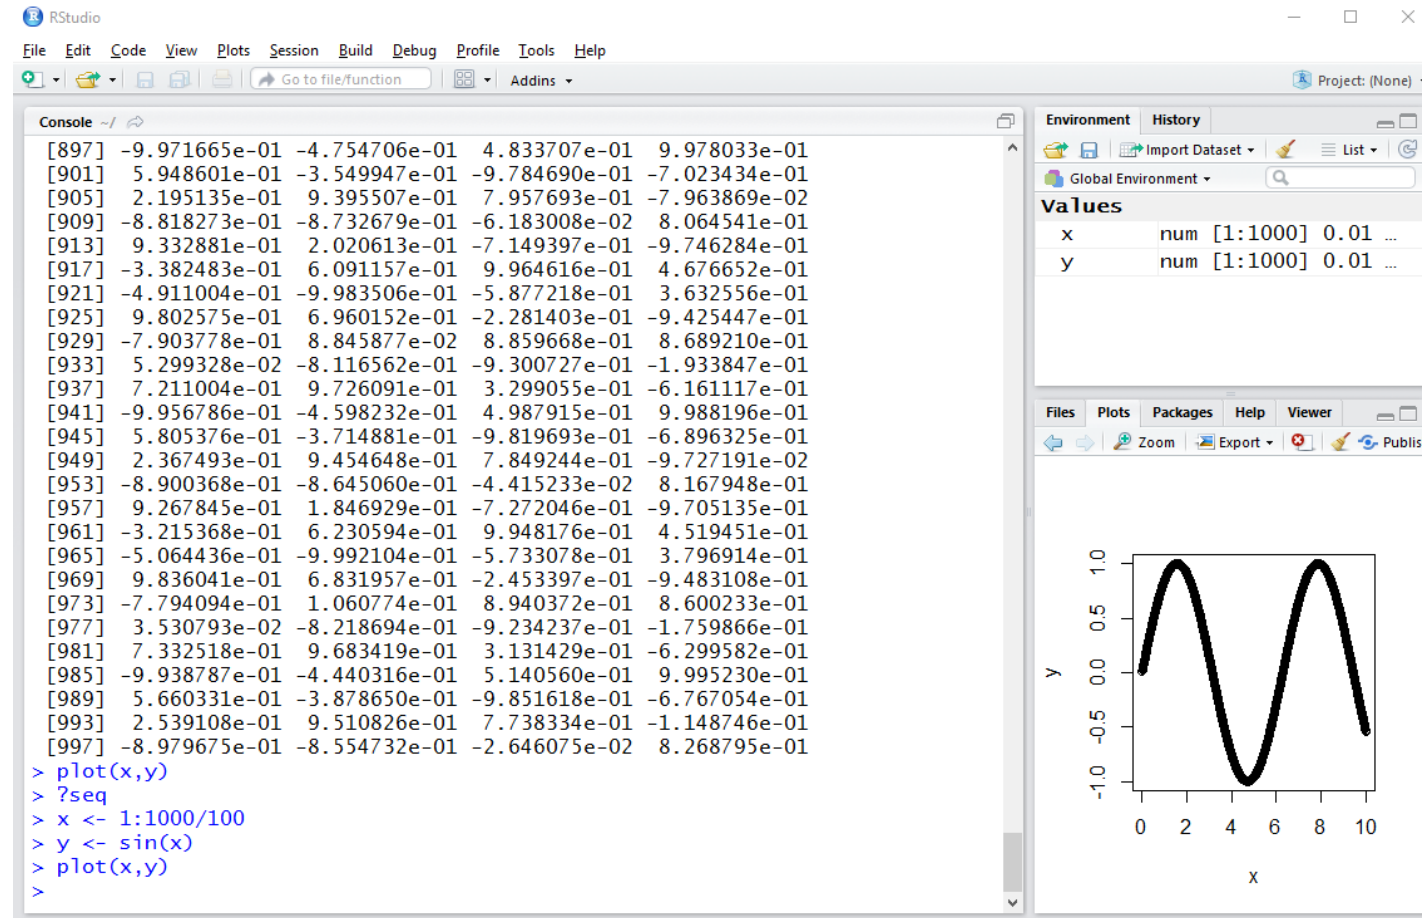 RStudio
File Edit Code View Plots Session Build Debug Profile Tools Help
Go to file/function Addins Project: (None)
Console ~/
[897] -9.971665e-01 -4.754706e-01 4.833707e-01 9.978033e-01
[901] 5.948601e-01 -3.549947e-01 -9.784690e-01 -7.023434e-01
[905] 2.195135e-01 9.395507e-01 7.957693e-01 -7.963869e-02
[909] -8.818273e-01 -8.732679e-01 -6.183008e-02 8.064541e-01
[913] 9.332881e-01 2.020613e-01 -7.149397e-01 -9.746284e-01
[917] -3.382483e-01 6.091157e-01 9.964616e-01 4.676652e-01
[921] -4.911004e-01 -9.983506e-01 -5.877218e-01 3.632556e-01
[925] 9.802575e-01 6.960152e-01 -2.281403e-01 -9.425447e-01
[929] -7.903778e-01 8.845877e-02 8.859668e-01 8.689210e-01
[933] 5.299328e-02 -8.116562e-01 -9.300727e-01 -1.933847e-01
[937] 7.211004e-01 9.726091e-01 3.299055e-01 -6.161117e-01
[941] -9.956786e-01 -4.598232e-01 4.987915e-01 9.988196e-01
[945] 5.805376e-01 -3.714881e-01 -9.819693e-01 -6.896325e-01
[949] 2.367493e-01 9.454648e-01 7.849244e-01 -9.727191e-02
[953] -8.900368e-01 -8.645060e-01 -4.415233e-02 8.167948e-01
[957] 9.267845e-01 1.846929e-01 -7.272046e-01 -9.705135e-01
[961] -3.215368e-01 6.230594e-01 9.948176e-01 4.519451e-01
[965] -5.064436e-01 -9.992104e-01 -5.733078e-01 3.796914e-01
[969] 9.836041e-01 6.831957e-01 -2.453397e-01 -9.483108e-01
[973] -7.794094e-01 1.060774e-01 8.940372e-01 8.600233e-01
[977] 3.530793e-02 -8.218694e-01 -9.234237e-01 -1.759866e-01
[981] 7.332518e-01 9.683419e-01 3.131429e-01 -6.299582e-01
[985] -9.938787e-01 -4.440316e-01 5.140560e-01 9.995230e-01
[989] 5.660331e-01 -3.878650e-01 -9.851618e-01 -6.767054e-01
[993] 2.539108e-01 9.510826e-01 7.738334e-01 -1.148746e-01
[997] -8.979675e-01 -8.554732e-01 -2.646075e-02 8.268795e-01
> plot(x,y)
> ?seq
> x <- 1:1000/100
> y <- sin(x)
> plot(x,y)
>
Environment History
Import Dataset List
Global Environment
Values
x num [1:1000] 0.01 …
y num [1:1000] 0.01 …
Files Plots Packages Help Viewer
Zoom Export Publis
1.0
0.5
0.0
-0.5
-1.0
y
0 2 4 6 8 10
x